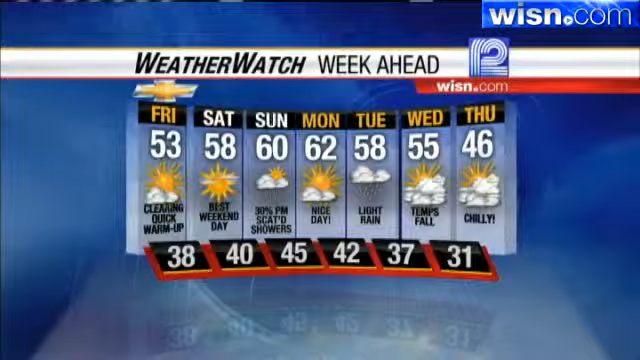 wisn.com
WEATHERWATCH WEEK AHEAD 12
wisn.com
FRI SAT SUN MON TUE WED THU
53 58 60 62 58 55 46
CLEARING
QUICK
WARM-UP
BEST
WEEKEND
DAY
30% PM
SCAT'D
SHOWERS
NICE
DAY!
LIGHT
RAIN
TEMPS
FALL
CHILLY!
38 40 45 42 37 31